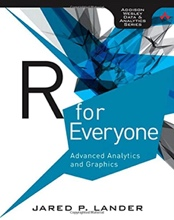 ADDISON
WESLEY
DATA &
ANALYTICS
SERIES
R for
Everyone
Advanced Analytics
and Graphics
JARED P. LANDER